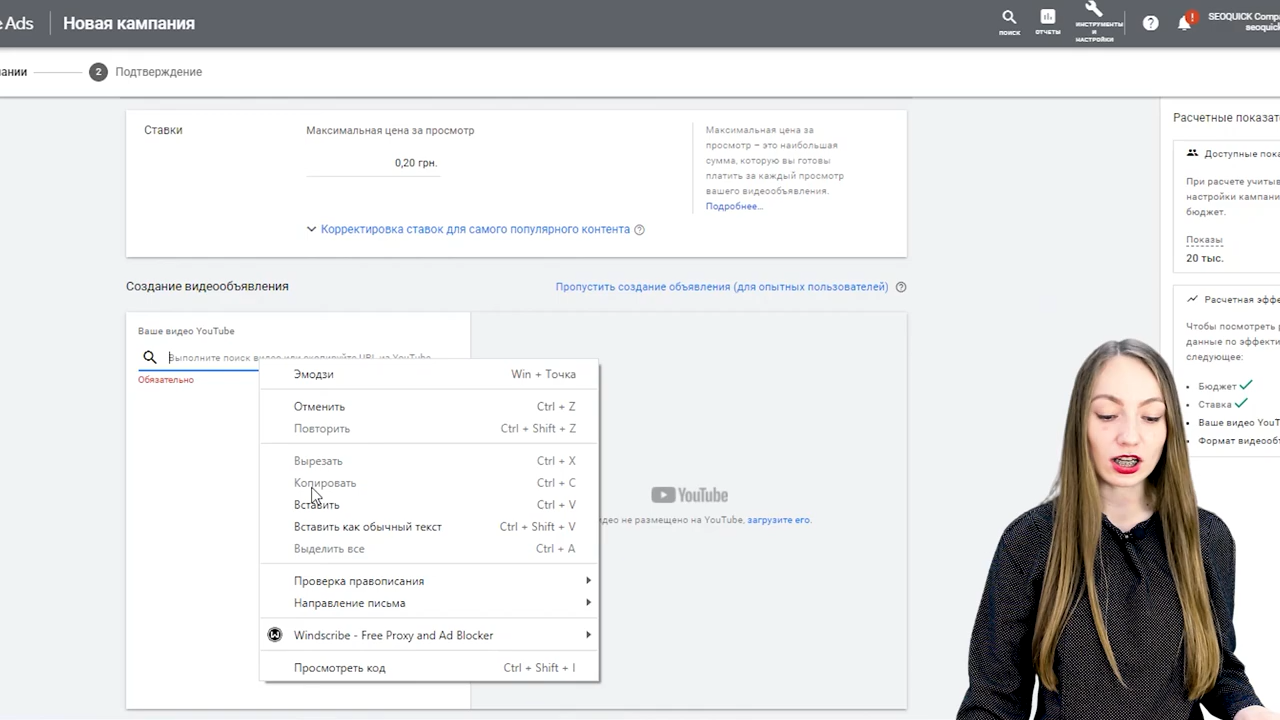 Ads
Новая кампания
ПОИСК
ОТЧЕТЫ
ИНСТРУМЕНТЫ
И
НАСТРОЙКИ
SEOQUICK Comp
seoquick
2
Подтверждение
Ставки
Максимальная цена за просмотр
0,20 грн.
Максимальная цена за
просмотр – это наибольшая
сумма, которую вы готовы
платить за каждый просмотр
вашего видеообъявления.
Подробнее…
Корректировка ставок для самого популярного контента
Создание видеообъявления
Пропустить создание объявления (для опытных пользователей)
Ваше видео YouTube
Выполните поиск видео или скопируйте URL из YouTube
Обязательно
Эмодзи Win + Точка
Отменить Ctrl + Z
Повторить Ctrl + Shift + Z
Вырезать Ctrl + X
Копировать Ctrl + C
Вставить Ctrl + V
Вставить как обычный текст Ctrl + Shift + V
Выделить все Ctrl + A
Проверка правописания
Направление письма
Windscribe - Free Proxy and Ad Blocker
Просмотреть код Ctrl + Shift + I
YouTube
не размещено на YouTube, загрузите его.
Расчетные показат
Доступные пока
При расчете учитыв
настройки кампани
бюджет.
Показы
20 тыс.
Расчетная эффе
Чтобы посмотреть р
данные по эффекти
следующее:
Бюджет
Ставка
Ваше видео YouT
Формат видеооб